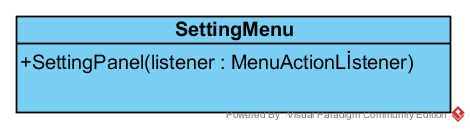 SettingMenu
+SettingPanel(listener : MenuActionLİstener)
Powered By Visual Paradigm Community Edition